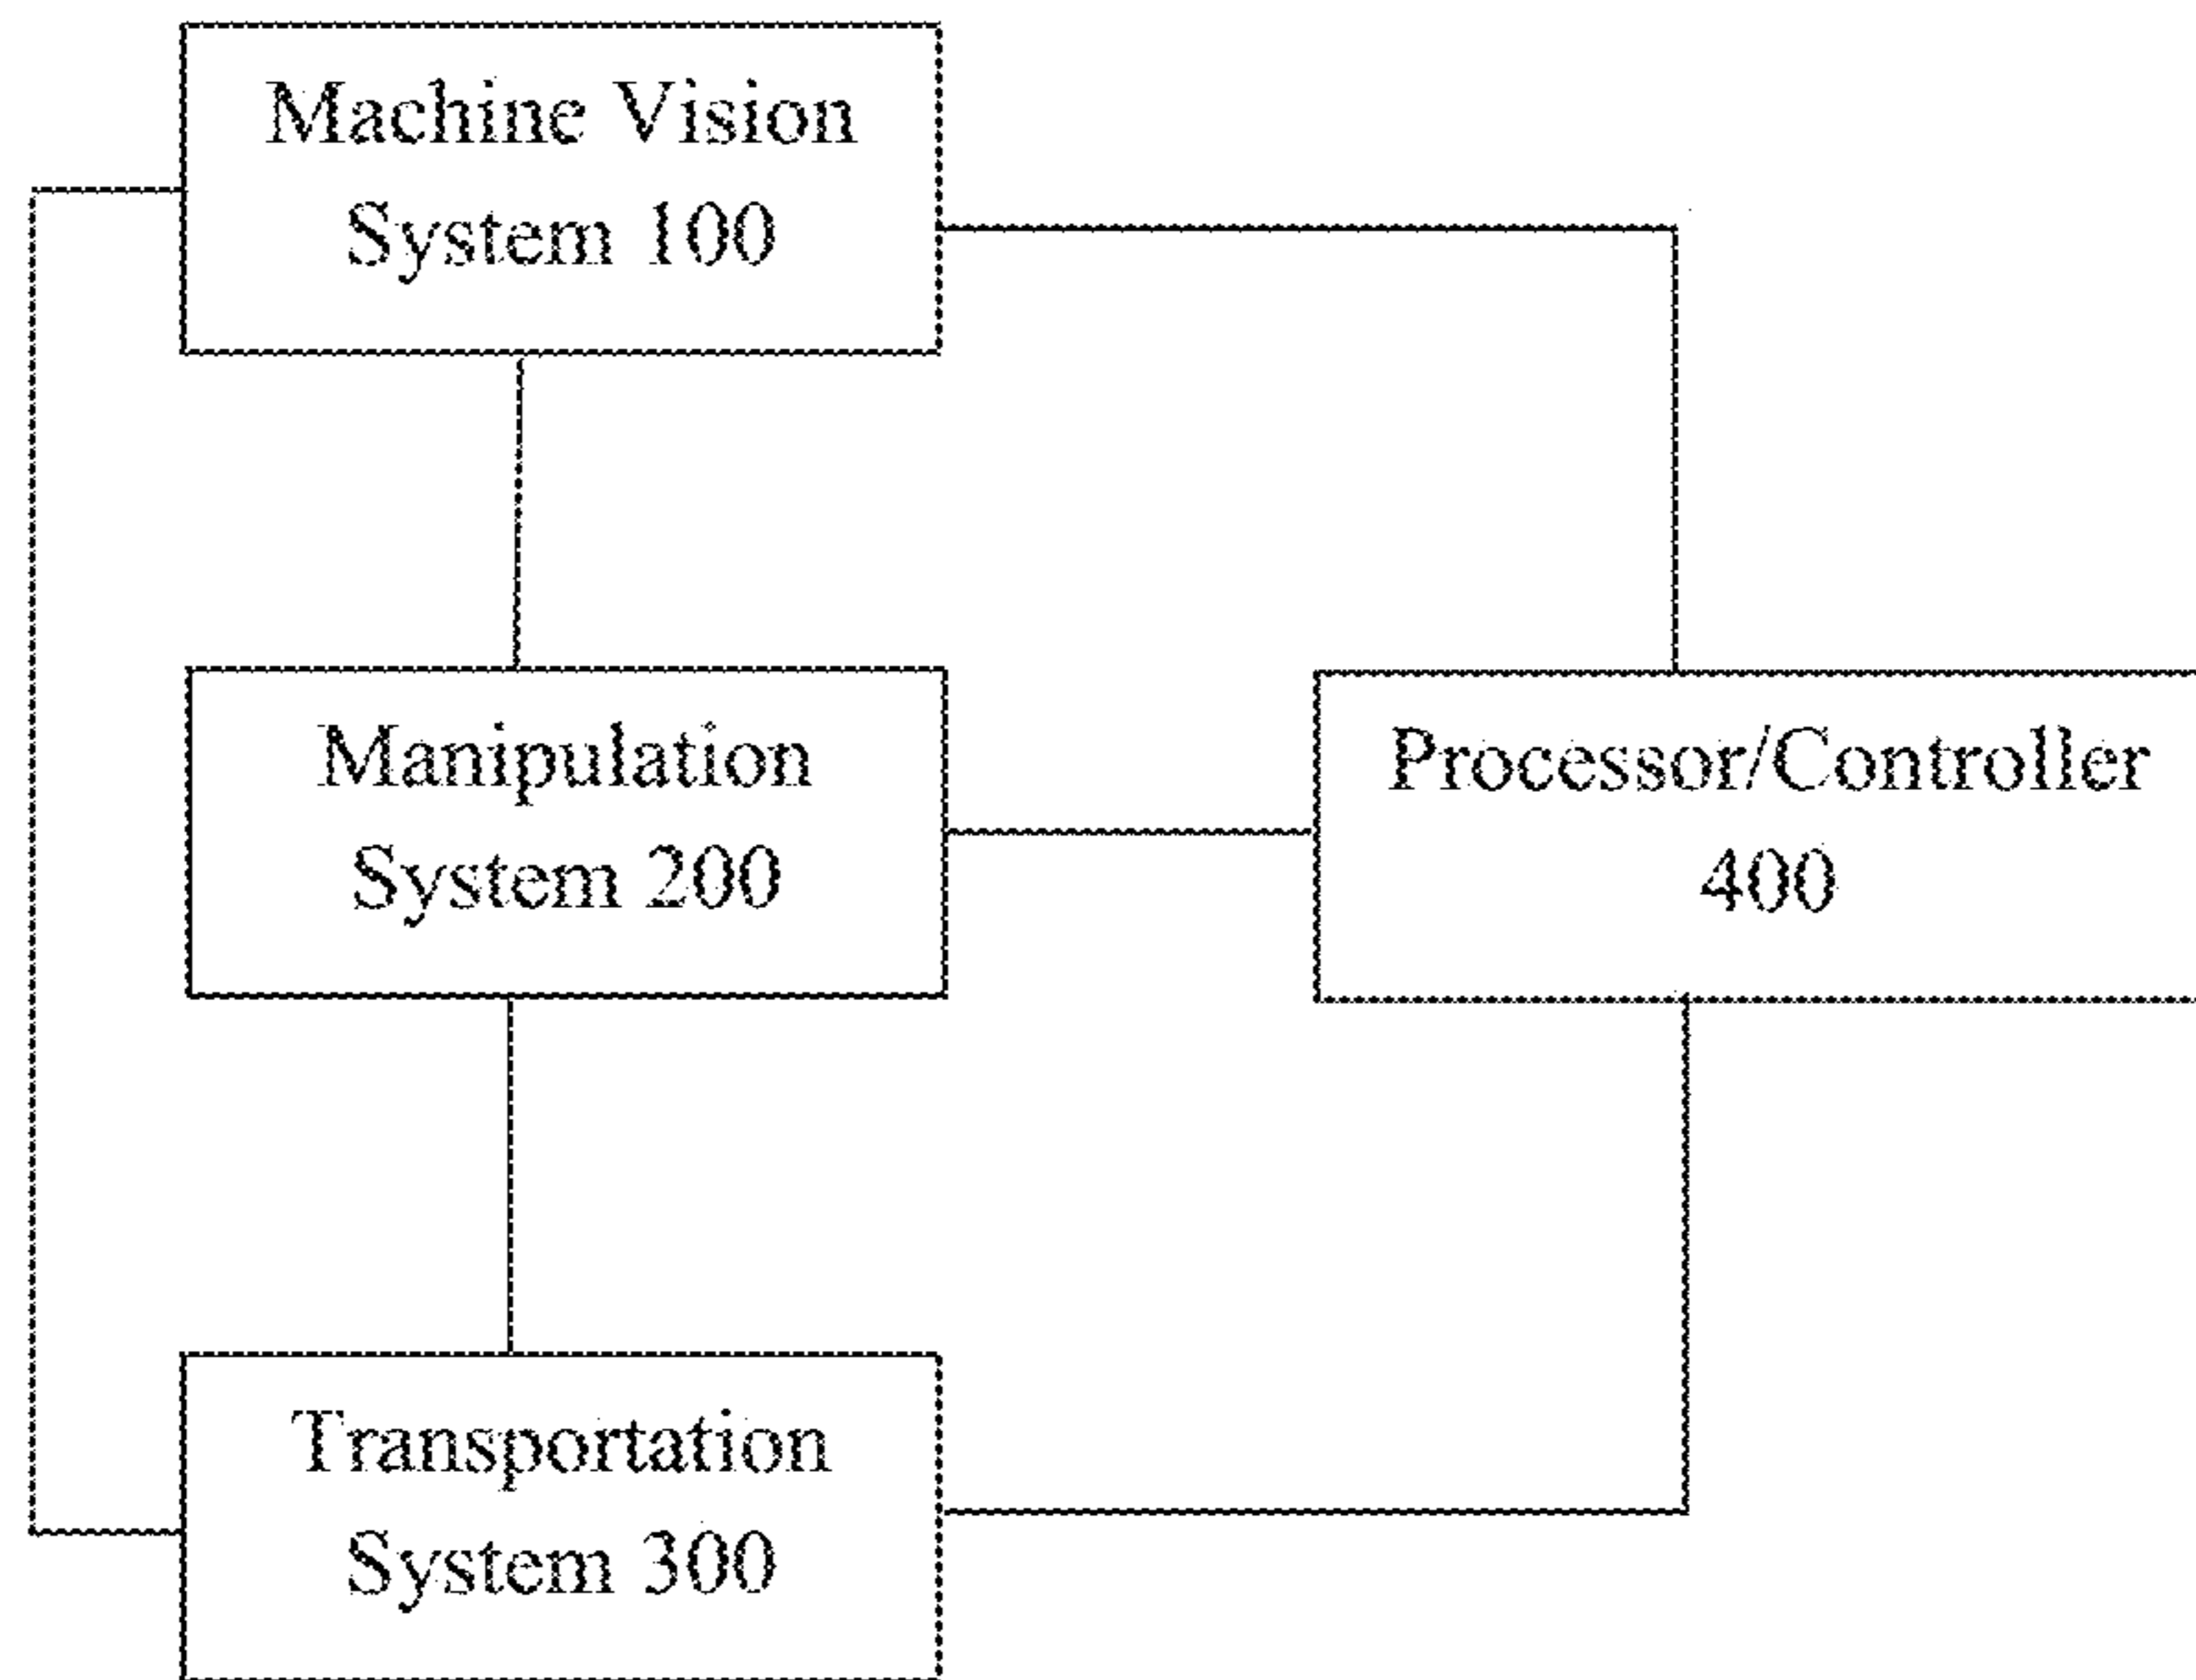 Machine Vision
System 100
Manipulation
System 200
Processor/Controller
400
Transportation
System 300